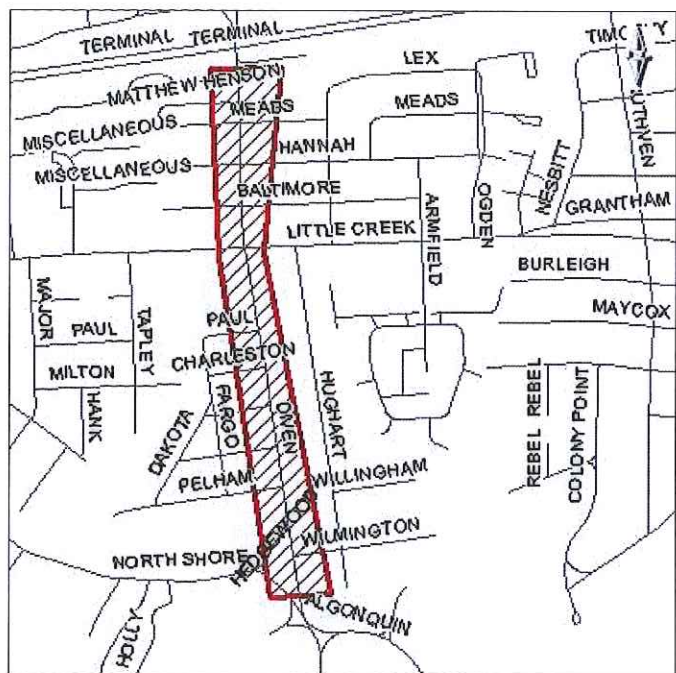 TERMINAL
TERMINAL
MATTHEW HENSON
LEX
MEADS
MEADS
MISCELLANEOUS
HANNAH
MISCELLANEOUS
BALTIMORE
NESBITT
OGDEN
ARMFIELD
GRANTHAM
LITTLE CREEK
BURLEIGH
MAJOR
TAPLEY
PAUL
PAUL
MAYCOX
MILTON
CHARLESTON
HANK
DAKOTA
FARGO
DIVEN
HUGHART
REBEL
REBEL
COLONY POINT
PELHAM
WILLINGHAM
HEDGEWOOD
WILMINGTON
NORTH SHORE
ALGONQUIN
HOLLY